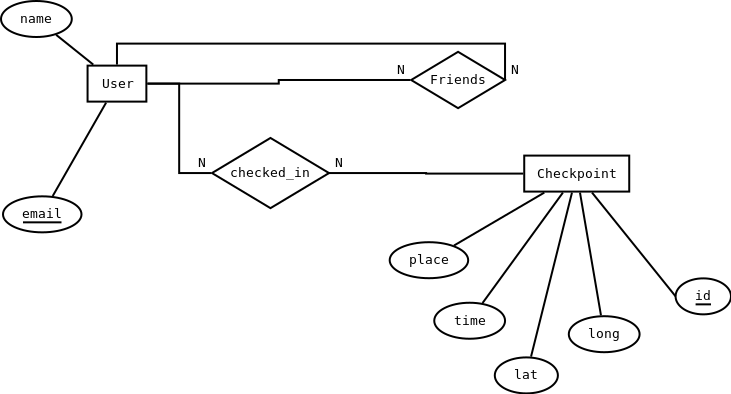 name
User
N
Friends
N
N
checked_in
N
Checkpoint
email
place
time
lat
long
id